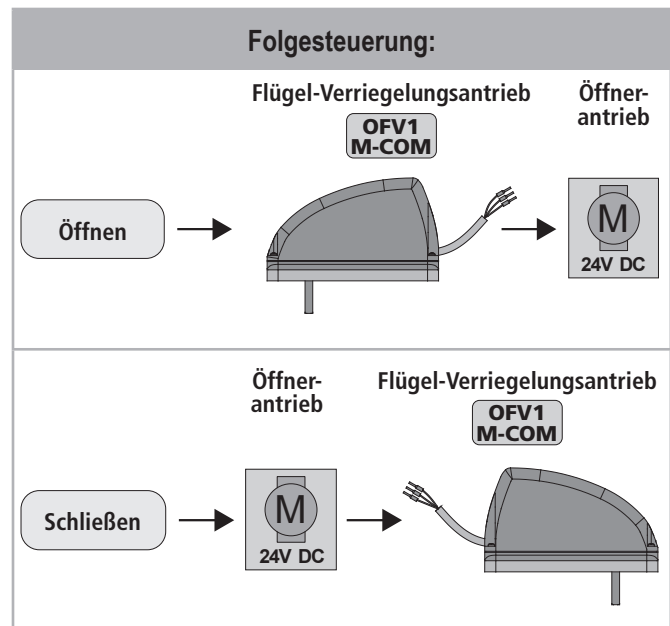 Folgesteuerung:
Flügel-Verriegelungsantrieb
OFV1
M-COM
Öffner-
antrieb
Öffnen
M
24V DC
Öffner-
antrieb
Flügel-Verriegelungsantrieb
OFV1
M-COM
Schließen
M
24V DC